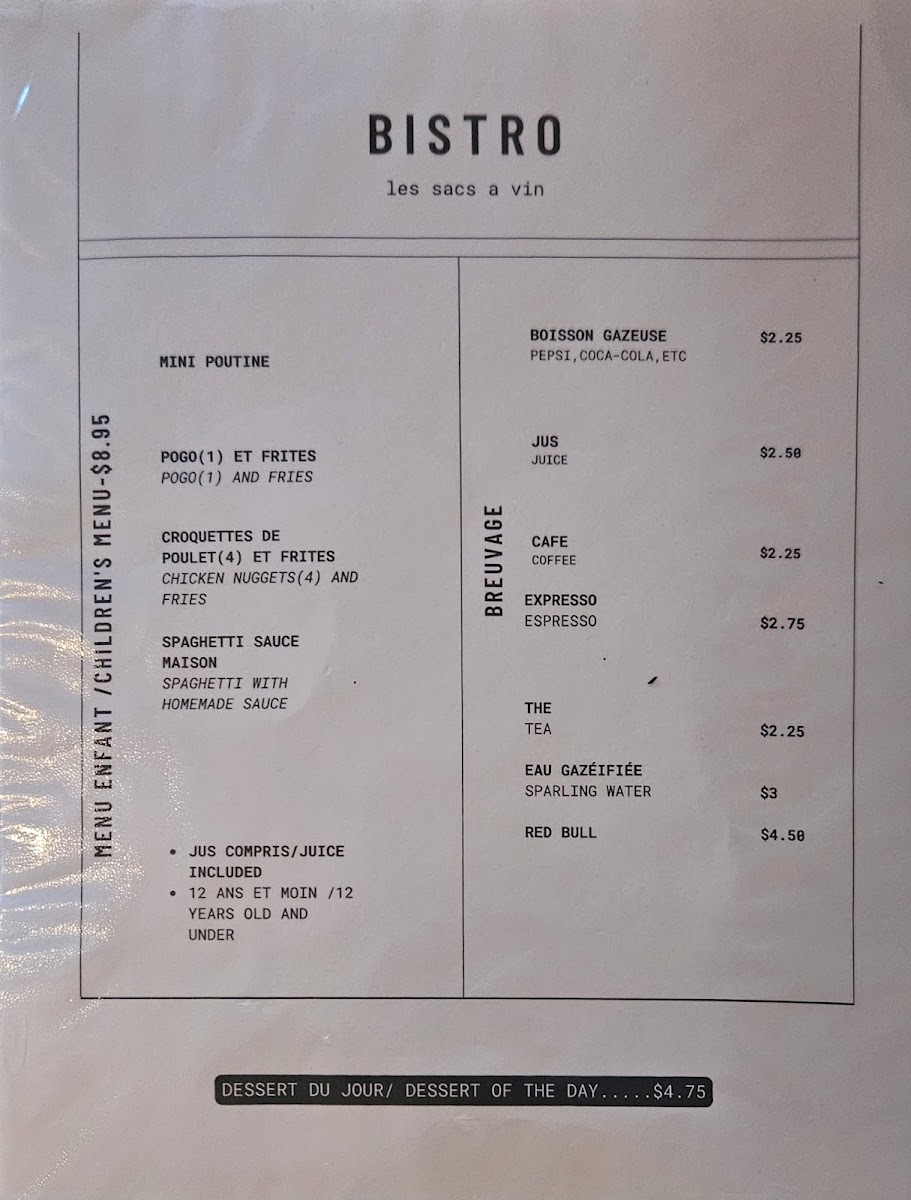 BISTRO
les sacs a vin
MENU ENFANT /CHILDREN'S MENU-$8.95
MINI POUTINE
POGO(1) ET FRITES
POGO(1) AND FRIES
CROQUETTES DE
POULET(4) ET FRITES
CHICKEN NUGGETS(4) AND
FRIES
SPAGHETTI SAUCE
MAISON
SPAGHETTI WITH
HOMEMADE SAUCE
• JUS COMPRIS/JUICE
INCLUDED
• 12 ANS ET MOIN /12
YEARS OLD AND
UNDER
BREUVAGE
BOISSON GAZEUSE $2.25
PEPSI,COCA-COLA,ETC
JUS
JUICE $2.50
CAFE
COFFEE $2.25
EXPRESSO
ESPRESSO $2.75
THE
TEA $2.25
EAU GAZÉIFIÉE
SPARLING WATER $3
RED BULL $4.50
DESSERT DU JOUR/ DESSERT OF THE DAY.....$4.75